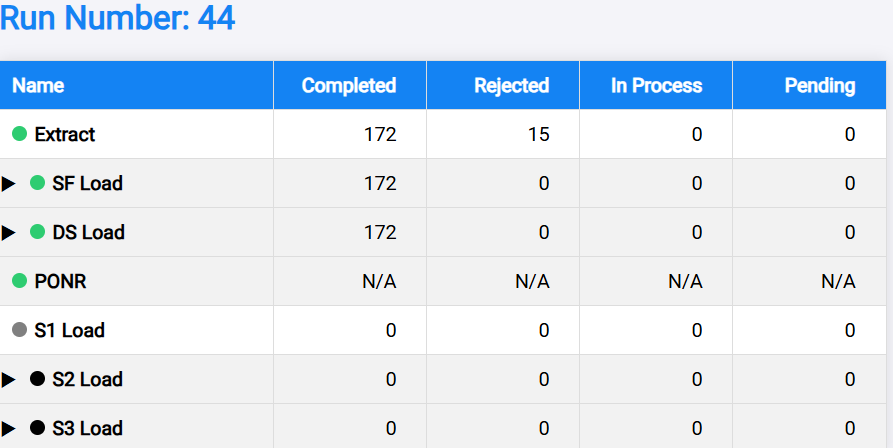 Run Number: 44
Name Completed Rejected In Process Pending
Extract 172 15 0 0
SF Load 172 0 0 0
DS Load 172 0 0 0
PONR N/A N/A N/A N/A
S1 Load 0 0 0 0
S2 Load 0 0 0 0
S3 Load 0 0 0 0